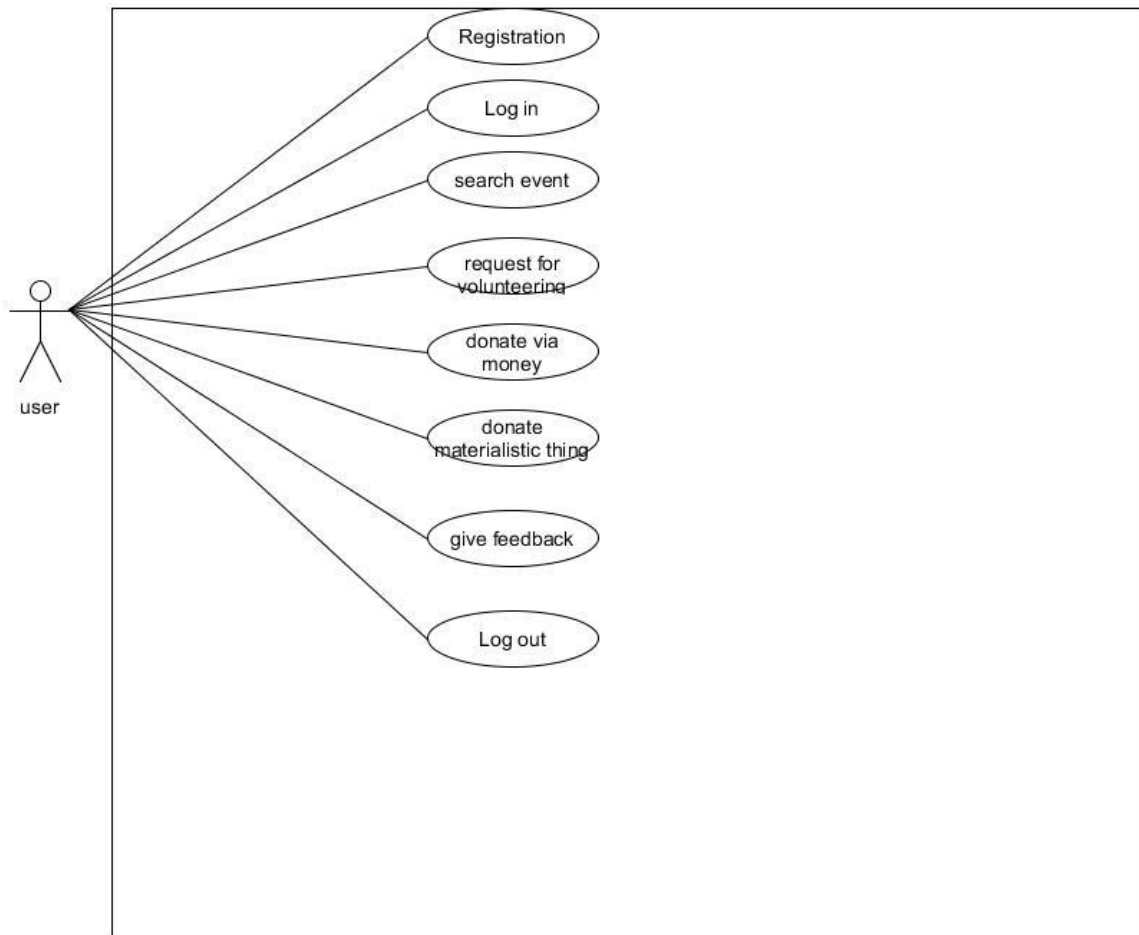 Registration
Log in
search event
request for
volunteering
donate via
money
user
donate
materialistic thing
give feedback
Log out